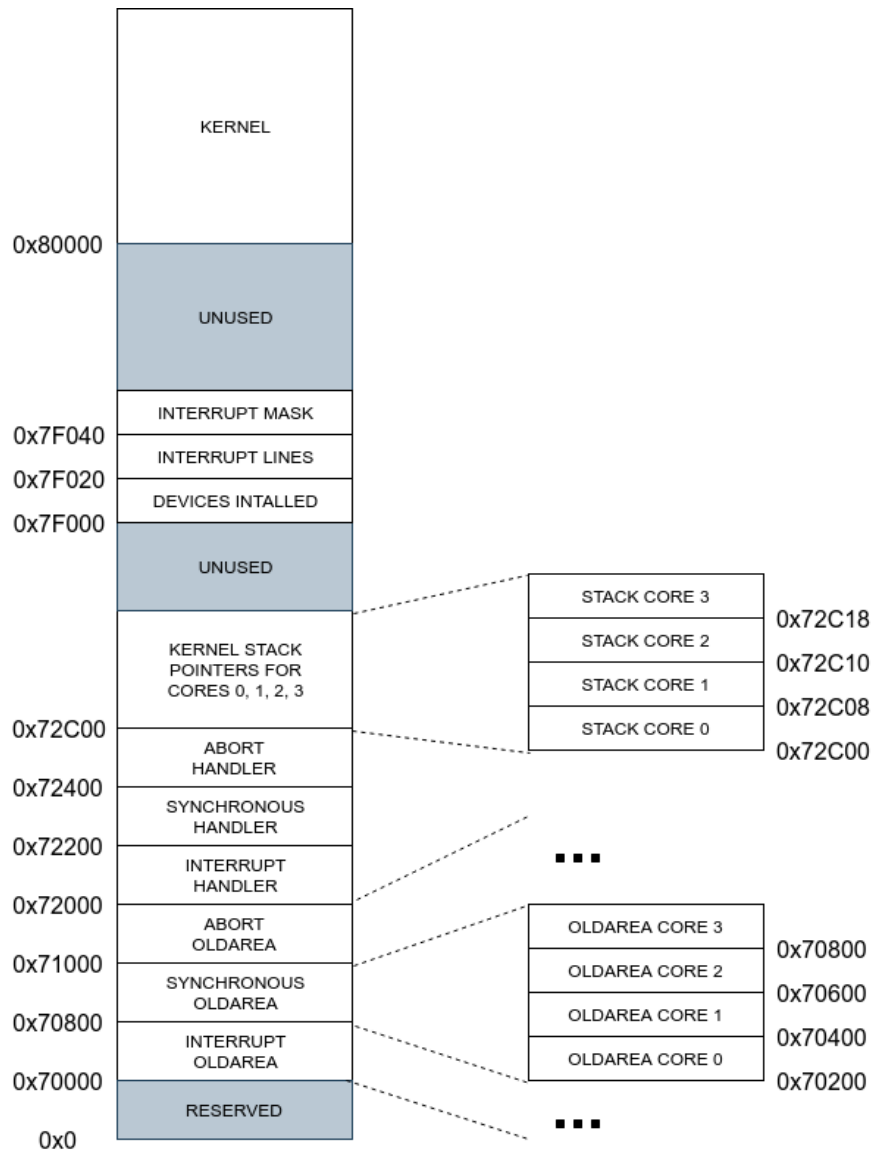 KERNEL
0x80000
UNUSED
INTERRUPT MASK
0x7F040
INTERRUPT LINES
0x7F020
DEVICES INTALLED
0x7F000
UNUSED
KERNEL STACK
POINTERS FOR
CORES 0, 1, 2, 3
0x72C00
ABORT
HANDLER
0x72400
SYNCHRONOUS
HANDLER
0x72200
INTERRUPT
HANDLER
0x72000
ABORT
OLDAREA
0x71000
SYNCHRONOUS
OLDAREA
0x70800
INTERRUPT
OLDAREA
0x70000
RESERVED
0x0
STACK CORE 3
0x72C18
STACK CORE 2
0x72C10
STACK CORE 1
0x72C08
STACK CORE 0
0x72C00
...
OLDAREA CORE 3
0x70800
OLDAREA CORE 2
0x70600
OLDAREA CORE 1
0x70400
OLDAREA CORE 0
0x70200
...